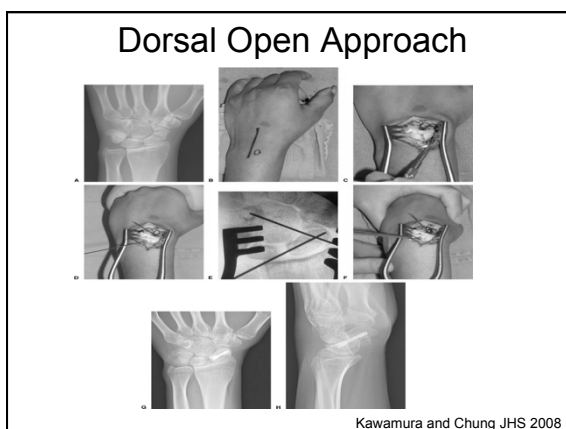 Dorsal Open Approach
A
B
C
D
E
F
G
H
Kawamura and Chung JHS 2008